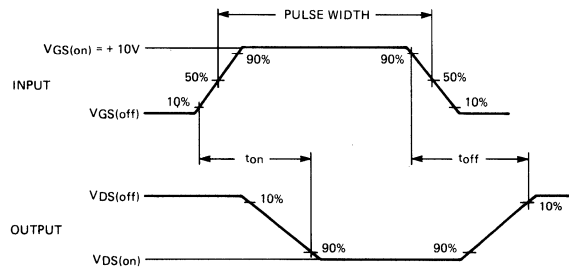 PULSE WIDTH
VGS(on) = + 10V
90%
90%
INPUT
50%
50%
10%
10%
VGS(off)
ton
toff
VDS(off)
10%
10%
OUTPUT
90%
90%
VDS(on)